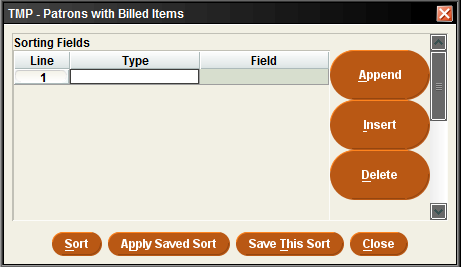 TMP - Patrons with Billed Items
Sorting Fields
Line Type Field
1
Append
Insert
Delete
Sort Apply Saved Sort Save This Sort Close